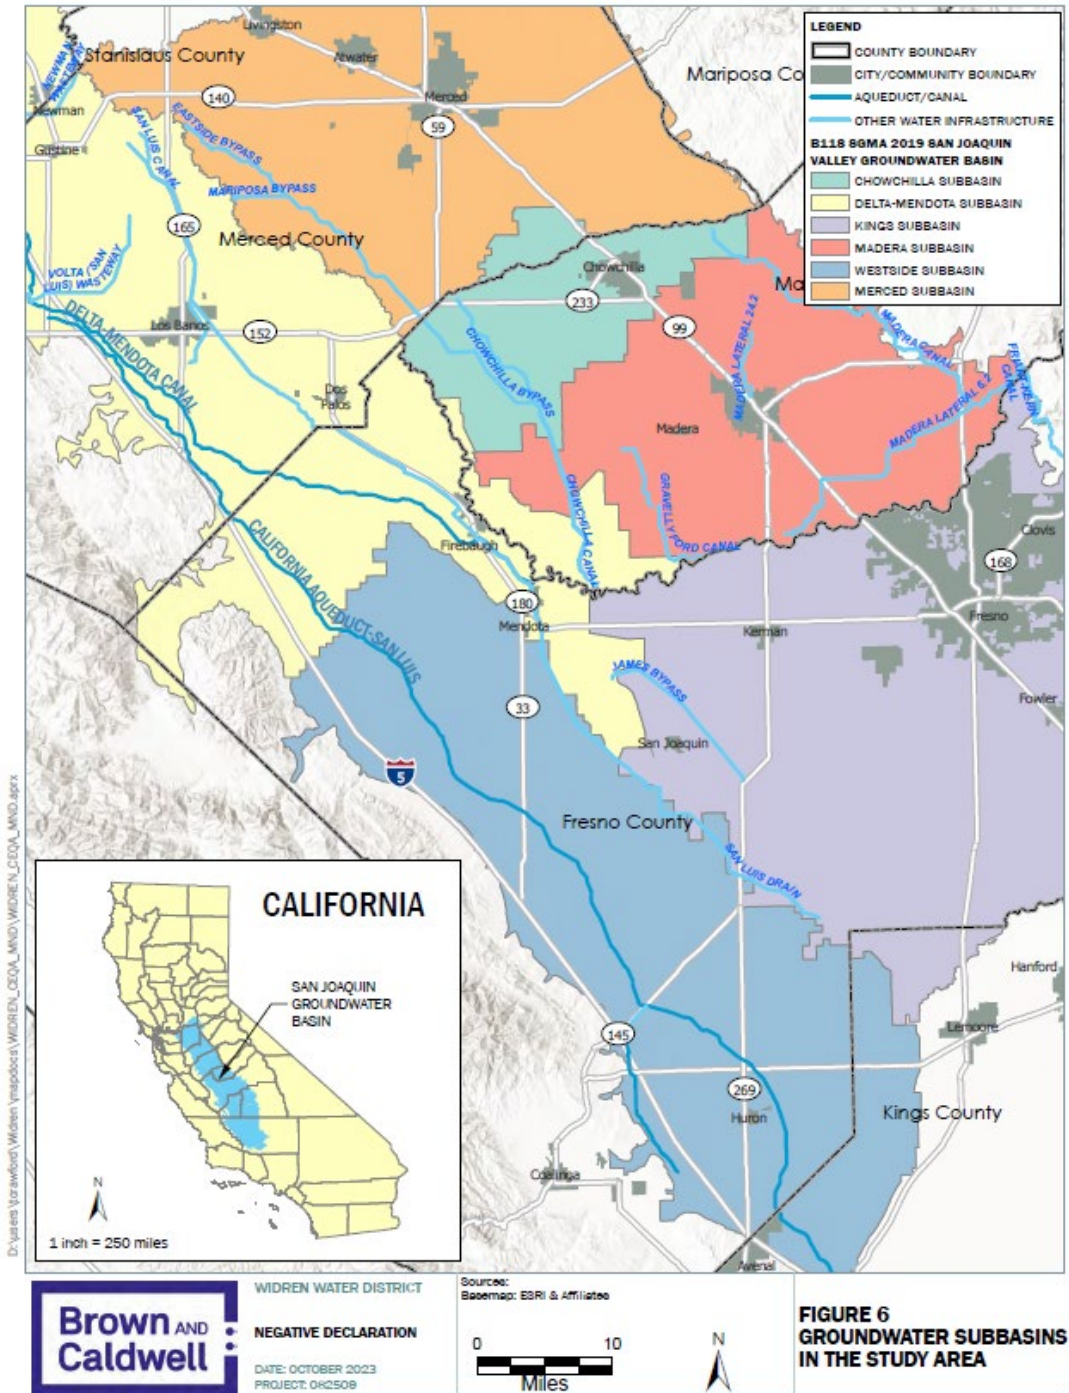 Livingston
Stanislaus County
Atwater
Mariposa Co
NEWMAN
WASTEWAY
Newman
140
Merced
59
Gustine
SAN LUIS CANAL
EASTSIDE BYPASS
MARIPOSA BYPASS
165
Merced County
VOLTA (SAN
LUIS) WASTEWAY
Chowchilla
Ma
233
DELTA-MENDOTA CANAL
Los Banos
152
99
MADERA LATERAL 24.2
MADERA CANAL
FRIANT-KERN
CANAL
CHOWCHILLA BYPASS
Dos
Palos
MADERA LATERAL 6.2
Madera
CHOWCHILLA CANAL
GRAVELLY FORD CANAL
Firebaugh
CALIFORNIA AQUEDUCT-SAN LUIS
Clovis
168
180
Mendota
Kerman
Fresno
JAMES BYPASS
33
Fowler
San Joaquin
5
Fresno County
SAN LUIS DRAIN
Hanford
Lemoore
145
269
Huron
Kings County
Coalinga
Avenal
LEGEND
COUNTY BOUNDARY
CITY/COMMUNITY BOUNDARY
AQUEDUCT/CANAL
OTHER WATER INFRASTRUCTURE
B118 SGMA 2019 SAN JOAQUIN
VALLEY GROUNDWATER BASIN
CHOWCHILLA SUBBASIN
DELTA-MENDOTA SUBBASIN
KINGS SUBBASIN
MADERA SUBBASIN
WESTSIDE SUBBASIN
MERCED SUBBASIN
CALIFORNIA
SAN JOAQUIN
GROUNDWATER
BASIN
N
1 inch = 250 miles
Brown AND
Caldwell
WIDREN WATER DISTRICT
NEGATIVE DECLARATION
DATE: OCTOBER 2023
Sources:
Basemap: ESRI & Affiliates
0 10
Miles
N
FIGURE 6
GROUNDWATER SUBBASINS
IN THE STUDY AREA